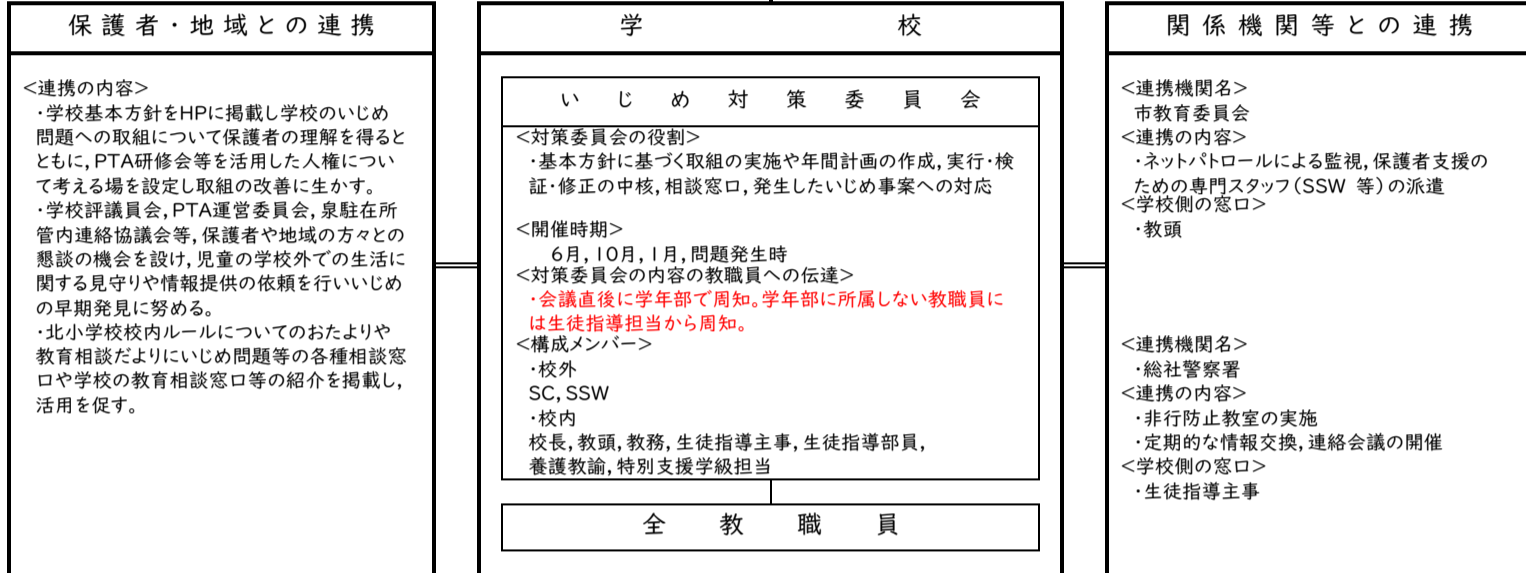 保護者・地域との連携
<連携の内容>
・学校基本方針をHPに掲載し学校のいじめ
問題への取組について保護者の理解を得ると
ともに,PTA研修会等を活用した人権につい
て考える場を設定し取組の改善に生かす。
・学校評議員会,PTA運営委員会,泉駐在所
管内連絡協議会等,保護者や地域の方々との
懇談の機会を設け,児童の学校外での生活に
関する見守りや情報提供の依頼を行いいじめ
の早期発見に努める。
・北小学校校内ルールについてのおたよりや
教育相談だよりにいじめ問題等の各種相談窓
口や学校の教育相談窓口等の紹介を掲載し,
活用を促す。
学校
いじめ対策委員会
<対策委員会の役割>
・基本方針に基づく取組の実施や年間計画の作成,実行・検
証・修正の中核,相談窓口,発生したいじめ事案への対応
<開催時期>
6月,10月,1月,問題発生時
<対策委員会の内容の教職員への伝達>
・会議直後に学年部で周知。学年部に所属しない教職員に
は生徒指導担当から周知。
<構成メンバー>
・校外
SC,SSW
・校内
校長,教頭,教務,生徒指導主事,生徒指導部員,
養護教諭,特別支援学級担当
全教職員
関係機関等との連携
<連携機関名>
市教育委員会
<連携の内容>
・ネットパトロールによる監視,保護者支援の
ための専門スタッフ(SSW 等)の派遣
<学校側の窓口>
・教頭
<連携機関名>
・総社警察署
<連携の内容>
・非行防止教室の実施
・定期的な情報交換,連絡会議の開催
<学校側の窓口>
・生徒指導主事